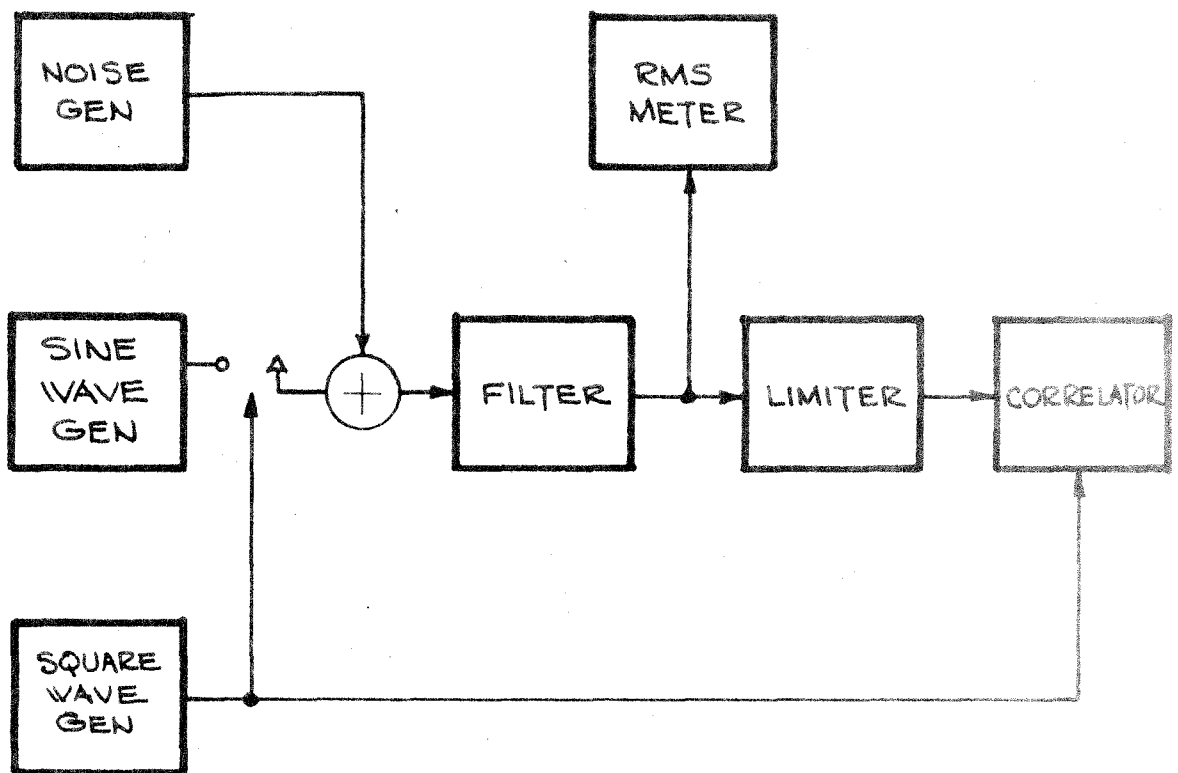 NOISE
GEN
RMS
METER
SINE
WAVE
GEN
+
FILTER
LIMITER
CORRELATOR
SQUARE
WAVE
GEN